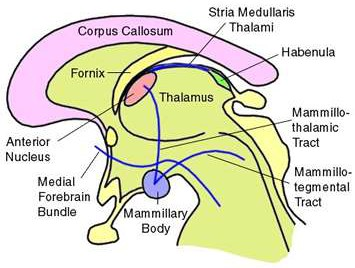 Corpus Callosum
Stria Medullaris
Thalami
Habenula
Fornix
Thalamus
Anterior
Nucleus
Mammillo-
thalamic
Tract
Medial
Forebrain
Bundle
Mammillary
Body
Mammillo-
tegmental
Tract